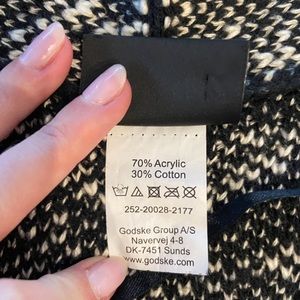 70% Acrylic
30% Cotton
252-20028-2177
Godske Group A/S
Navervej 4-8
DK-7451 Sunds
www.godske.com